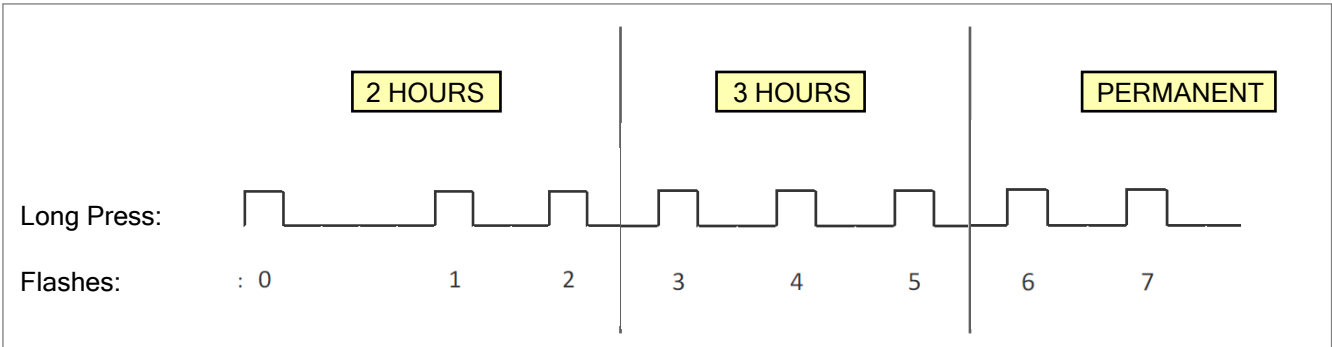 2 HOURS 3 HOURS PERMANENT
Long Press:
Flashes: : 0 1 2 3 4 5 6 7